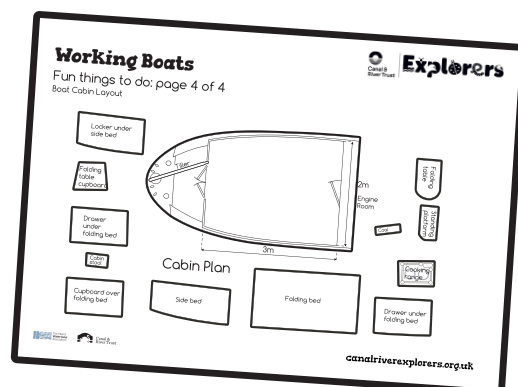 Working Boats
Fun things to do: page 4 of 4
Boat Cabin Layout
Canal &
River Trust
Explorers
Locker under
side bed
Folding
table
cupboard
Drawer
under
folding bed
Cabin
stool
Cupboard over
folding bed
Side bed
Folding bed
Drawer under
folding bed
Cooking
range
Coal
Standing
platform
Folding
table
2m
Engine
Room
3m
Cabin Plan
Canal &
River Trust
canalriverexplorers.org.uk